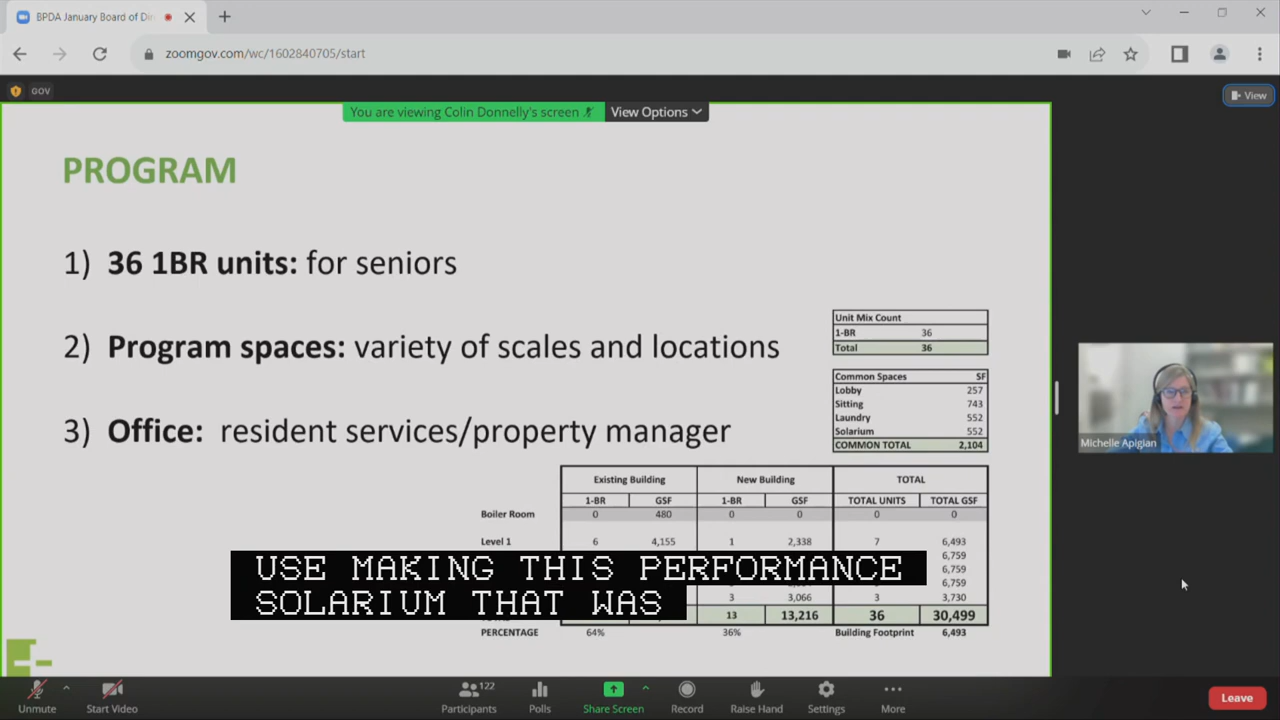 BPDA January Board of Dir
zoomgov.com/wc/1602840705/start
GOV
You are viewing Colin Donnelly's screen
View Options
View
PROGRAM
1) 36 1BR units: for seniors
2) Program spaces: variety of scales and locations
3) Office: resident services/property manager
Unit Mix Count
1-BR 36
Total 36
Common Spaces SF
Lobby 257
Sitting 743
Laundry 552
Solarium 552
COMMON TOTAL 2,104
Michelle Apigian
Existing Building New Building TOTAL
1-BR GSF 1-BR GSF TOTAL UNITS TOTAL GSF
Boiler Room 0 480 0 0 0 0
Level 1 6 4,155 1 2,338 7 6,493
6,759
6,759
6,759
3 3,066 3 3,730
13 13,216 36 30,499
PERCENTAGE 64% 36% Building Footprint 6,493
USE MAKING THIS PERFORMANCE
SOLARIUM THAT WAS
Unmute
Start Video
Participants 122
Polls
Share Screen
Record
Raise Hand
Settings
More
Leave